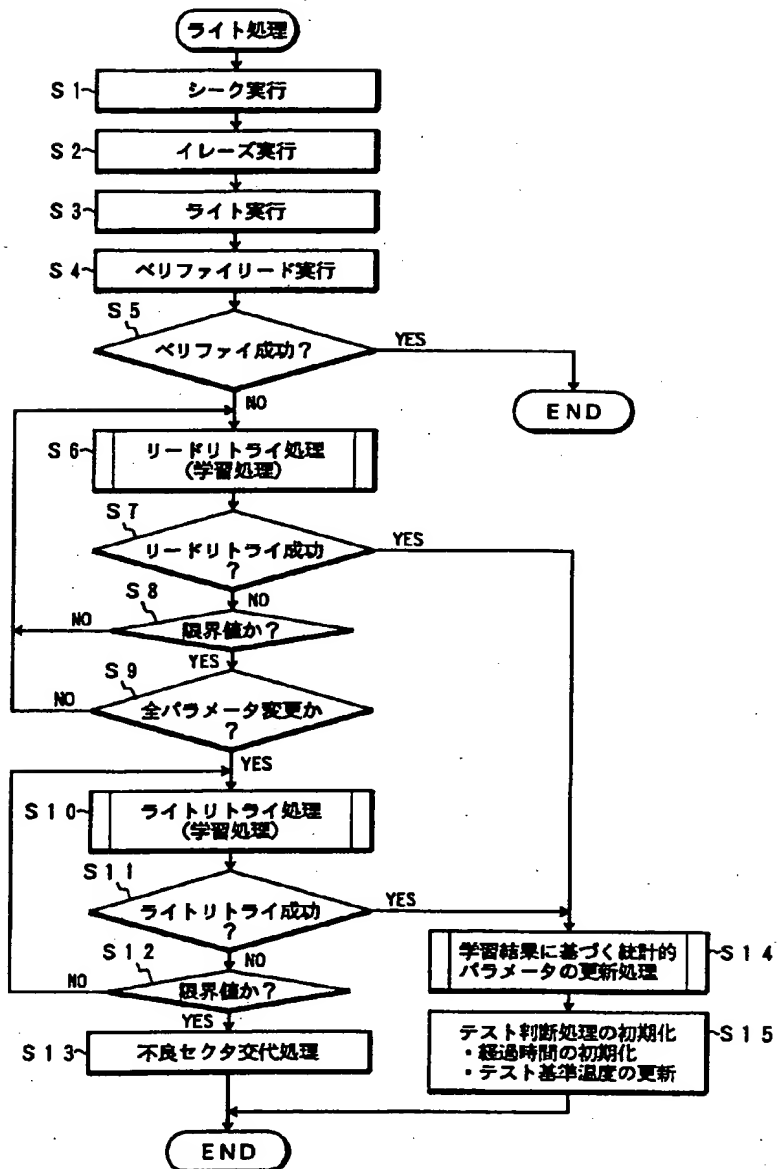 ライト処理
S1
シーク実行
S2
イレーズ実行
S3
ライト実行
S4
ベリファイリード実行
S5
ベリファイ成功?
YES
NO
END
S6
リードリトライ処理
(学習処理)
S7
リードリトライ成功
?
YES
NO
S8
限界値か?
NO
YES
S9
全パラメータ変更か
?
NO
YES
S10
ライトリトライ処理
(学習処理)
S11
ライトリトライ成功
?
YES
NO
S12
限界値か?
NO
YES
S13
不良セクタ交代処理
学習結果に基づく統計的
パラメータの更新処理
S14
テスト判断処理の初期化
・経過時間の初期化
・テスト基準温度の更新
S15
END